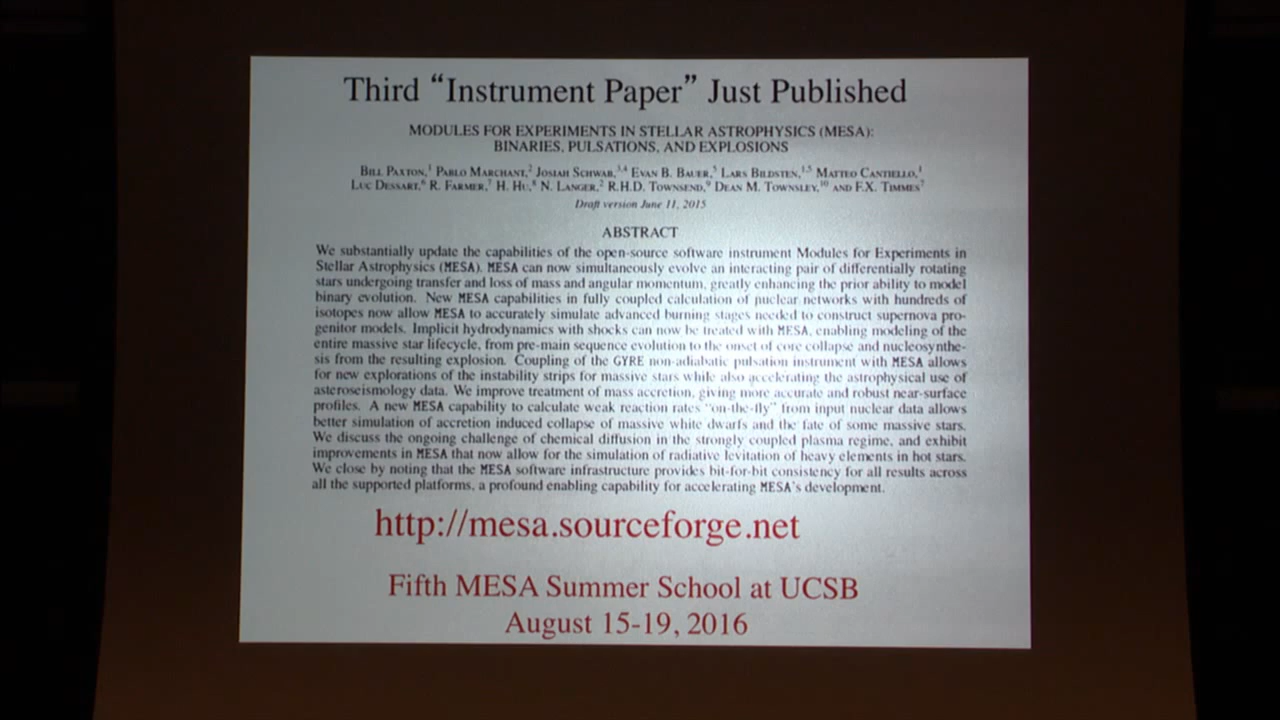 Third “Instrument Paper” Just Published
MODULES FOR EXPERIMENTS IN STELLAR ASTROPHYSICS (MESA):
BINARIES, PULSATIONS, AND EXPLOSIONS
Bill Paxton,1 Pablo Marchant,2 Josiah Schwab,3,4 Evan B. Bauer,5 Lars Bildsten,1,5 Matteo Cantiello,1
Luc Dessart,6 R. Farmer,7 H. Hu,8 N. Langer,2 R.H.D. Townsend,9 Dean M. Townsley,10 and F.X. Timmes7
Draft version June 11, 2015
ABSTRACT
We substantially update the capabilities of the open-source software instrument Modules for Experiments in
Stellar Astrophysics (MESA). MESA can now simultaneously evolve an interacting pair of differentially rotating
stars undergoing transfer and loss of mass and angular momentum, greatly enhancing the prior ability to model
binary evolution. New MESA capabilities in fully coupled calculation of nuclear networks with hundreds of
isotopes now allow MESA to accurately simulate advanced burning stages needed to construct supernova pro-
genitor models. Implicit hydrodynamics with shocks can now be treated with MESA, enabling modeling of the
entire massive star lifecycle, from pre-main sequence evolution to the onset of core collapse and nucleosynthe-
sis from the resulting explosion. Coupling of the GYRE non-adiabatic pulsation instrument with MESA allows
for new explorations of the instability strips for massive stars while also accelerating the astrophysical use of
asteroseismology data. We improve treatment of mass accretion, giving more accurate and robust near-surface
profiles. A new MESA capability to calculate weak reaction rates “on-the-fly” from input nuclear data allows
better simulation of accretion induced collapse of massive white dwarfs and the fate of some massive stars.
We discuss the ongoing challenge of chemical diffusion in the strongly coupled plasma regime, and exhibit
improvements in MESA that now allow for the simulation of radiative levitation of heavy elements in hot stars.
We close by noting that the MESA software infrastructure provides bit-for-bit consistency for all results across
all the supported platforms, a profound enabling capability for accelerating MESA’s development.
http://mesa.sourceforge.net
Fifth MESA Summer School at UCSB
August 15-19, 2016